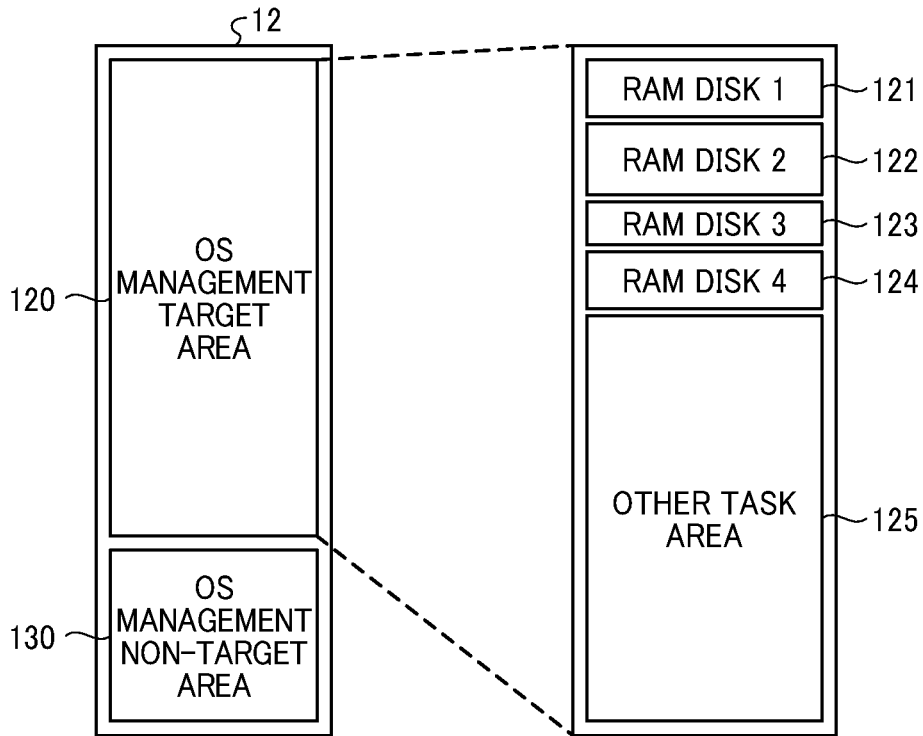 12
OS
MANAGEMENT
TARGET
AREA
120
OS
MANAGEMENT
NON-TARGET
AREA
130
RAM DISK 1
121
RAM DISK 2
122
RAM DISK 3
123
RAM DISK 4
124
OTHER TASK
AREA
125